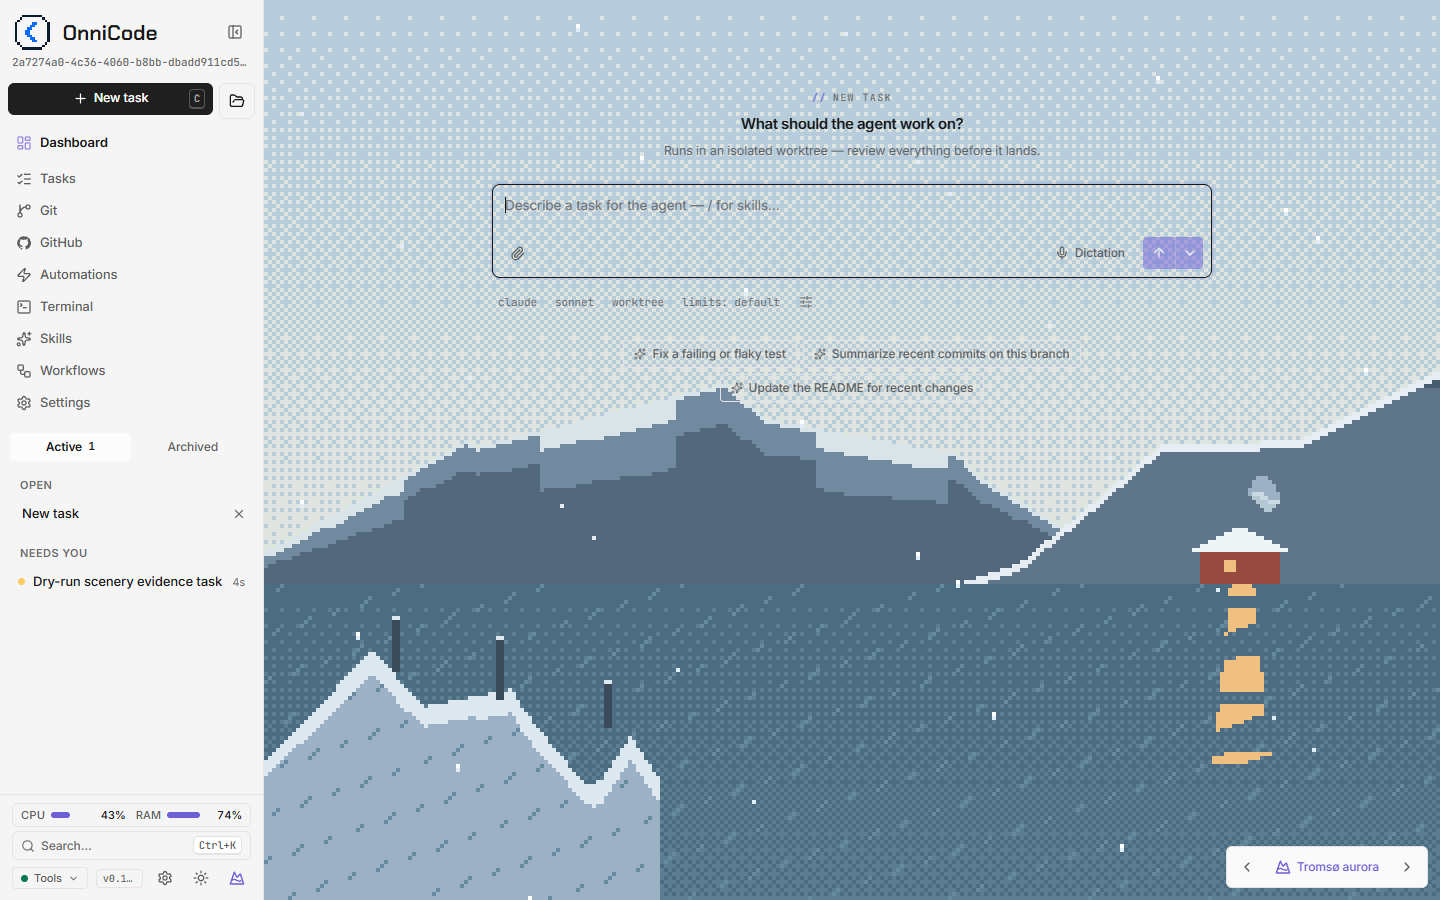 OnniCode
2a7274a0-4c36-4060-b8bb-dbadd911cd5…
New task C
Dashboard
Tasks
Git
GitHub
Automations
Terminal
Skills
Workflows
Settings
Active 1 Archived
OPEN
New task
NEEDS YOU
Dry-run scenery evidence task 4s
CPU 43% RAM 74%
Search... Ctrl+K
Tools v0.1…
// NEW TASK
What should the agent work on?
Runs in an isolated worktree — review everything before it lands.
Describe a task for the agent — / for skills...
Dictation
claude sonnet worktree limits: default
Fix a failing or flaky test Summarize recent commits on this branch
Update the README for recent changes
Tromsø aurora